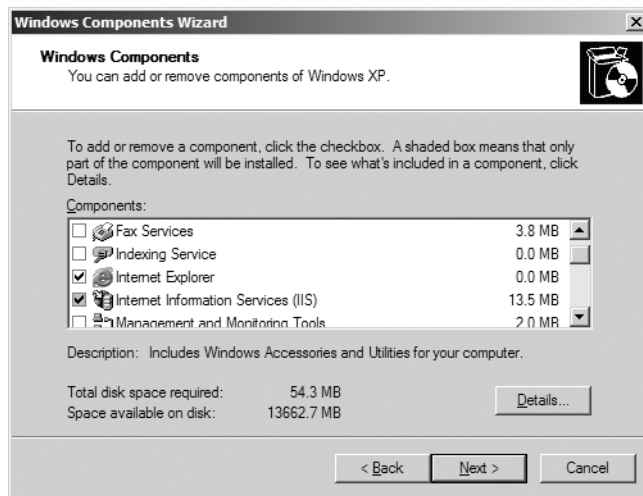 Windows Components Wizard
Windows Components
You can add or remove components of Windows XP.
To add or remove a component, click the checkbox. A shaded box means that only
part of the component will be installed. To see what's included in a component, click
Details.
Components:
Fax Services 3.8 MB
Indexing Service 0.0 MB
Internet Explorer 0.0 MB
Internet Information Services (IIS) 13.5 MB
Management and Monitoring Tools 2.0 MB
Description: Includes Windows Accessories and Utilities for your computer.
Total disk space required: 54.3 MB
Space available on disk: 13662.7 MB
Details...
< Back Next > Cancel